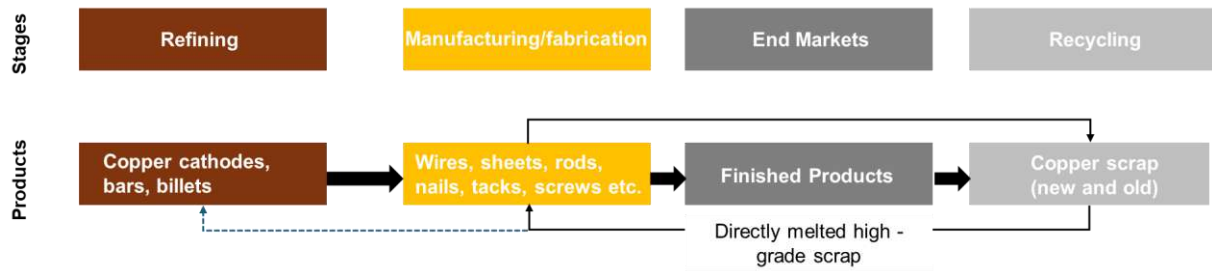 Stages
Refining
Manufacturing/fabrication
End Markets
Recycling
Products
Copper cathodes,
bars, billets
Wires, sheets, rods,
nails, tacks, screws etc.
Finished Products
Copper scrap
(new and old)
Directly melted high -
grade scrap